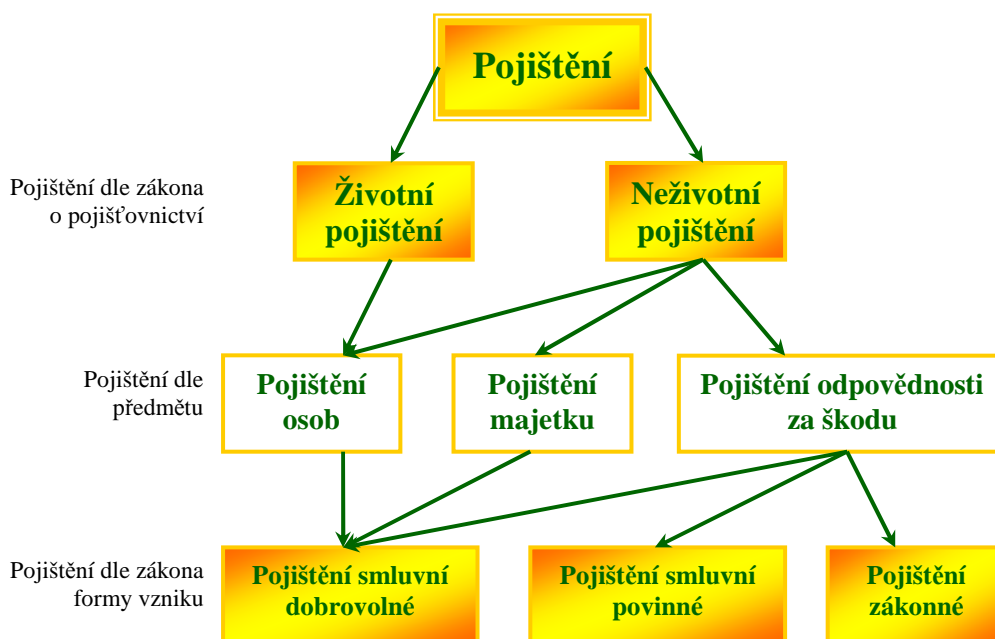 Pojištění
Pojištění dle zákona
o pojišťovnictví
Životní
pojištění
Neživotní
pojištění
Pojištění dle
předmětu
Pojištění
osob
Pojištění
majetku
Pojištění odpovědnosti
za škodu
Pojištění dle zákona
formy vzniku
Pojištění smluvní
dobrovolné
Pojištění smluvní
povinné
Pojištění
zákonné